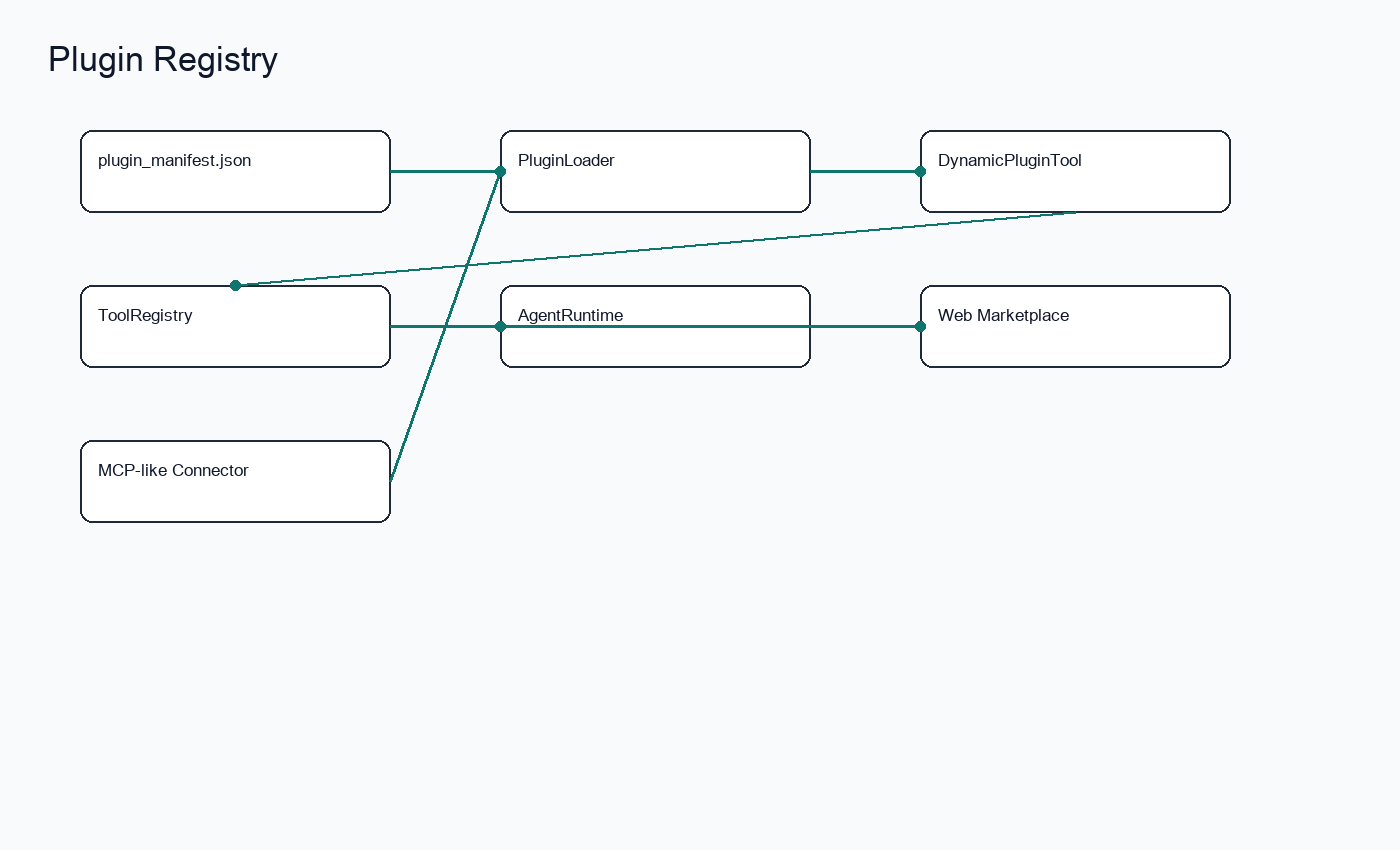 Plugin Registry
plugin_manifest.json
PluginLoader
DynamicPluginTool
ToolRegistry
AgentRuntime
Web Marketplace
MCP-like Connector